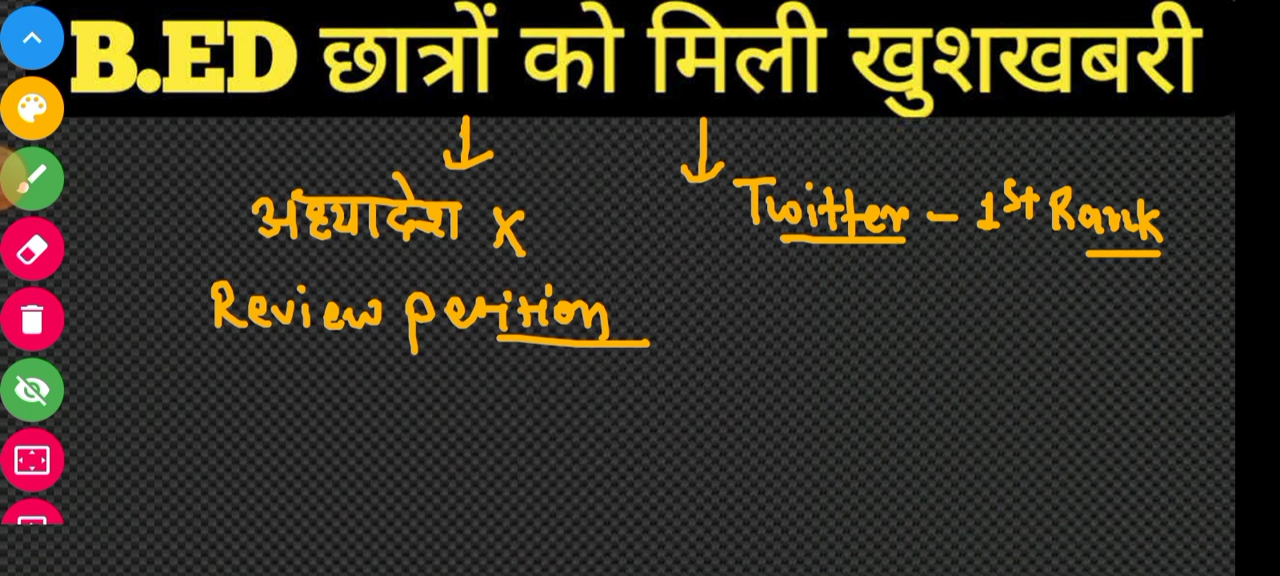 B.ED छात्रों को मिली खुशखबरी
अध्यादेश X
Twitter - 1st Rank
Review petition